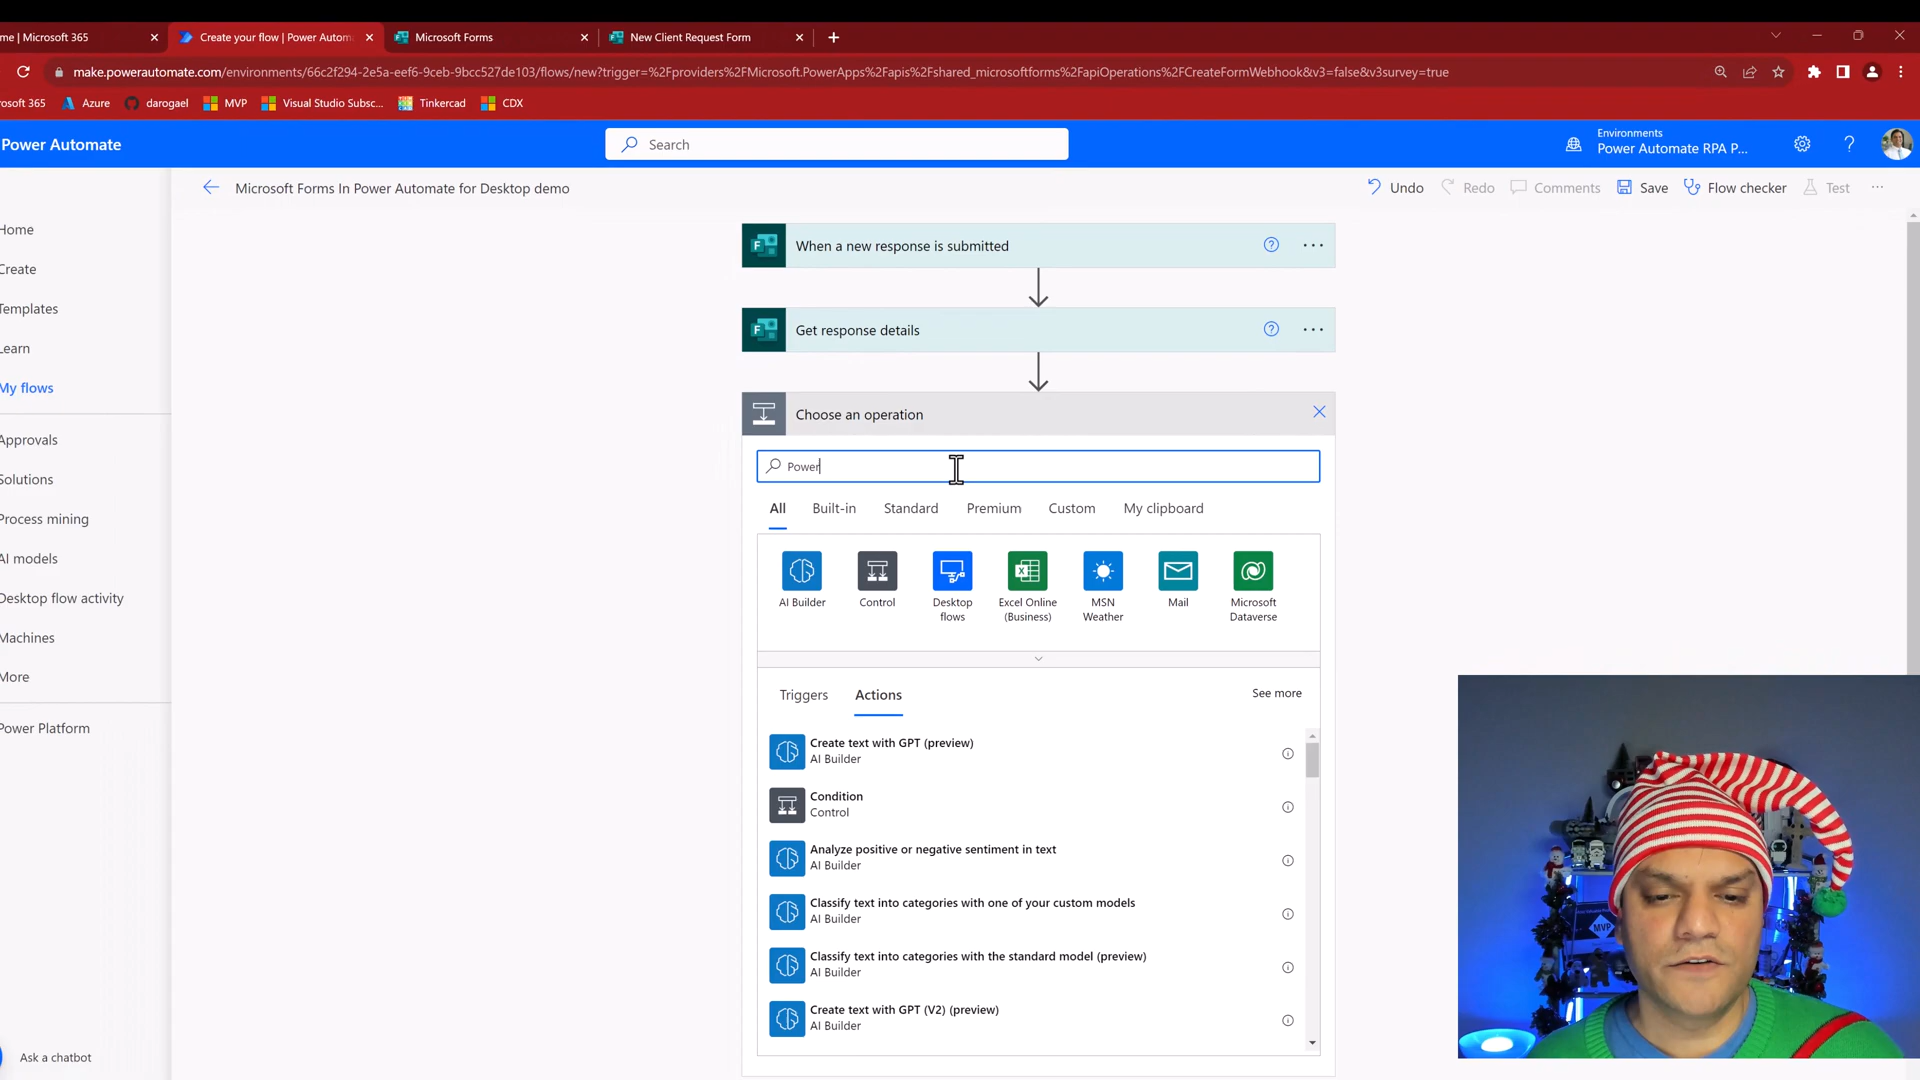 me | Microsoft 365
Create your flow | Power Autom
Microsoft Forms
New Client Request Form
make.powerautomate.com/environments/66c2f294-2e5a-eef6-9ceb-9bcc527de103/flows/new?trigger=%2Fproviders%2FMicrosoft.PowerApps%2Fapis%2Fshared_microsoftforms%2FapiOperations%2FCreateFormWebhook&v3=false&v3survey=true
rosoft 365
Azure
darogael
MVP
Visual Studio Subsc...
Tinkercad
CDX
Power Automate
Search
Environments
Power Automate RPA P...
Microsoft Forms In Power Automate for Desktop demo
Undo
Redo
Comments
Save
Flow checker
Test
Home
Create
Templates
Learn
My flows
Approvals
Solutions
Process mining
AI models
Desktop flow activity
Machines
More
Power Platform
Ask a chatbot
When a new response is submitted
Get response details
Choose an operation
Power
All
Built-in
Standard
Premium
Custom
My clipboard
AI Builder
Control
Desktop
flows
Excel Online
(Business)
MSN
Weather
Mail
Microsoft
Dataverse
Triggers
Actions
See more
Create text with GPT (preview)
AI Builder
Condition
Control
Analyze positive or negative sentiment in text
AI Builder
Classify text into categories with one of your custom models
AI Builder
Classify text into categories with the standard model (preview)
AI Builder
Create text with GPT (V2) (preview)
AI Builder
MVP